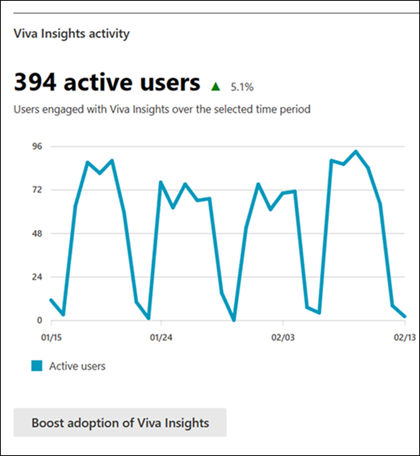 Viva Insights activity
394 active users ▲ 5.1%
Users engaged with Viva Insights over the selected time period
96
72
48
24
0
01/15 01/24 02/03 02/13
Active users
Boost adoption of Viva Insights